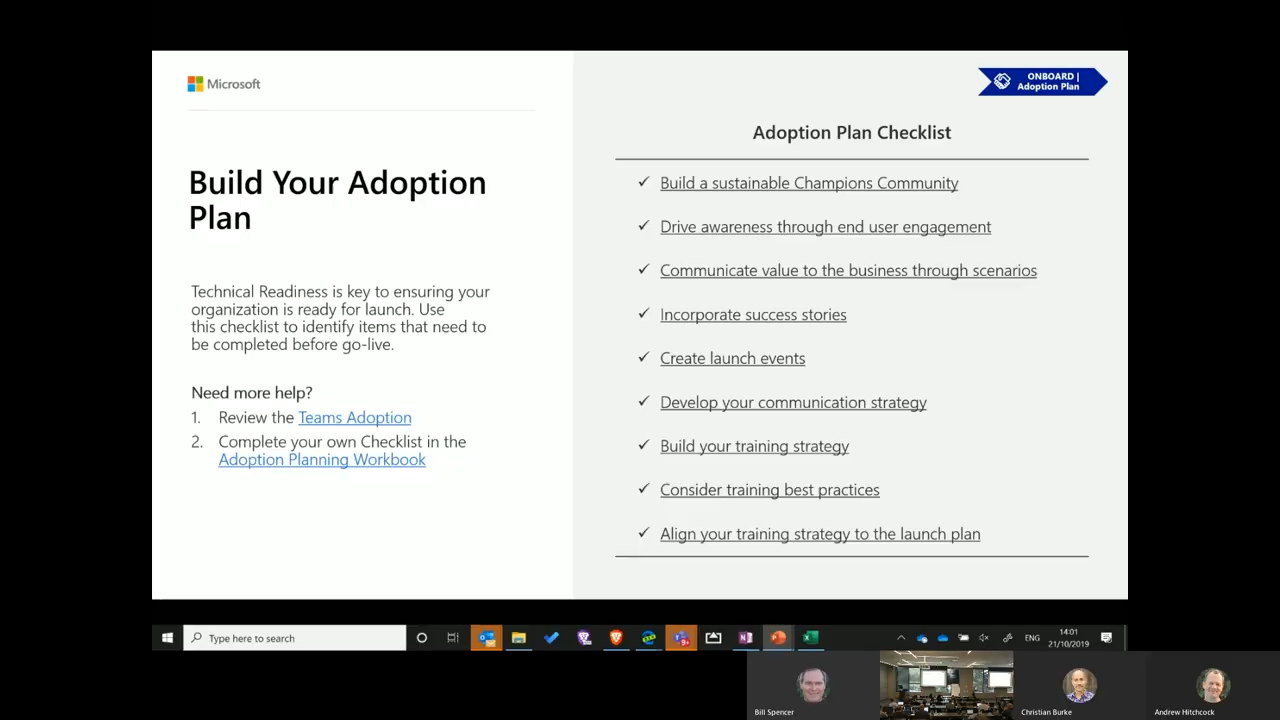 Microsoft
ONBOARD |
Adoption Plan
Build Your Adoption
Plan
Technical Readiness is key to ensuring your
organization is ready for launch. Use
this checklist to identify items that need to
be completed before go-live.
Need more help?
1. Review the Teams Adoption
2. Complete your own Checklist in the
Adoption Planning Workbook
Adoption Plan Checklist
✓ Build a sustainable Champions Community
✓ Drive awareness through end user engagement
✓ Communicate value to the business through scenarios
✓ Incorporate success stories
✓ Create launch events
✓ Develop your communication strategy
✓ Build your training strategy
✓ Consider training best practices
✓ Align your training strategy to the launch plan
Type here to search
ENG
14:01
21/10/2019
Bill Spencer
Christian Burke
Andrew Hitchcock